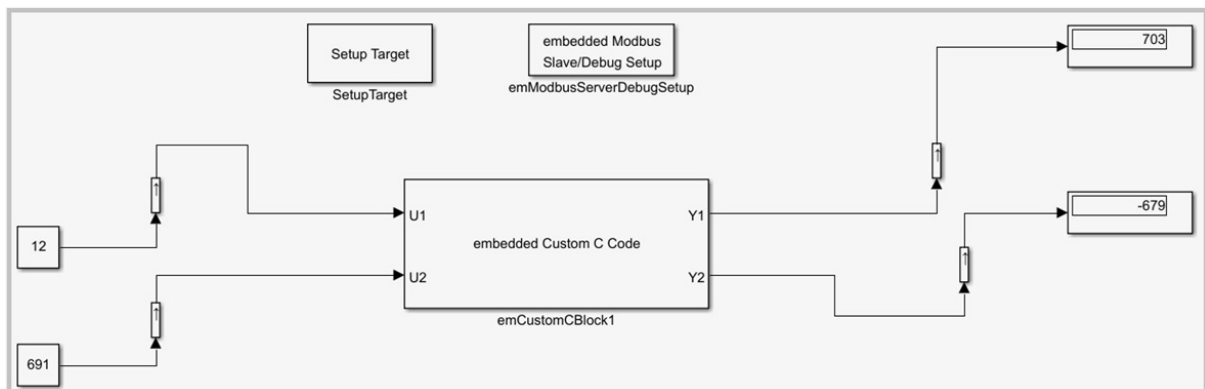 703
Setup Target
embedded Modbus
Slave/Debug Setup
SetupTarget
emModbusServerDebugSetup
-679
U1
Y1
12
embedded Custom C Code
U2
Y2
emCustomCBlock1
691